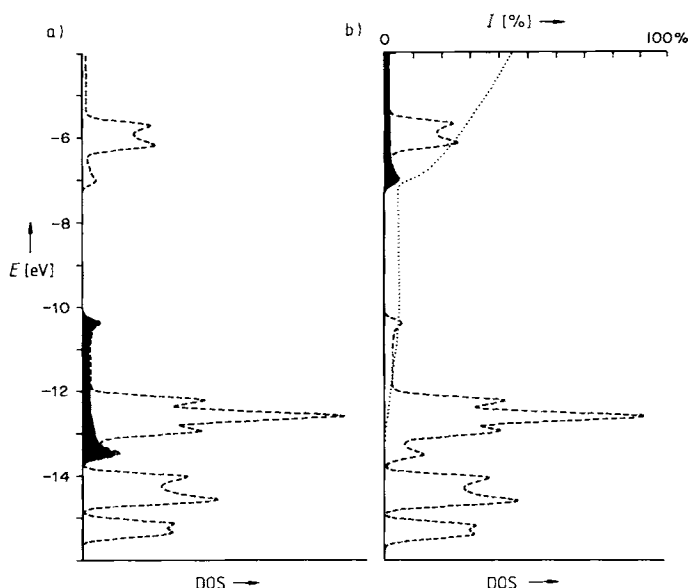 a)
b)
I [%] →
0
100%
-6
-8
E [eV]
-10
-12
-14
DOS →
DOS →